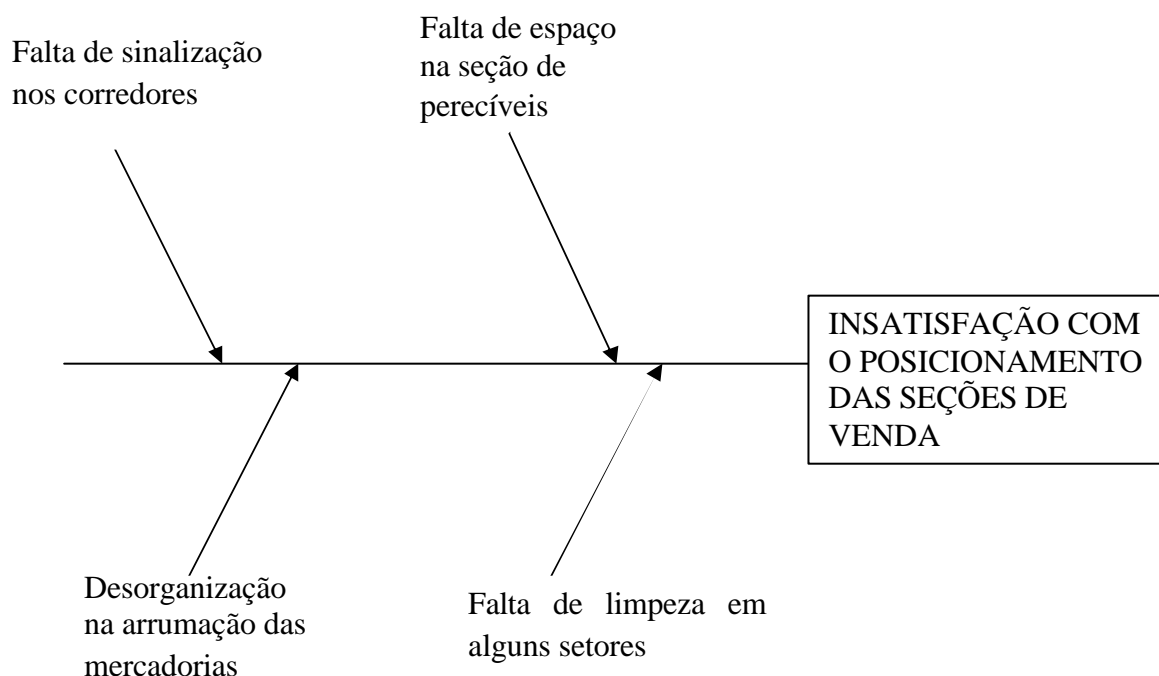 Falta de sinalização
nos corredores
Falta de espaço
na seção de
perecíveis
INSATISFAÇÃO COM
O POSICIONAMENTO
DAS SEÇÕES DE
VENDA
Desorganização
na arrumação das
mercadorias
Falta de limpeza em
alguns setores